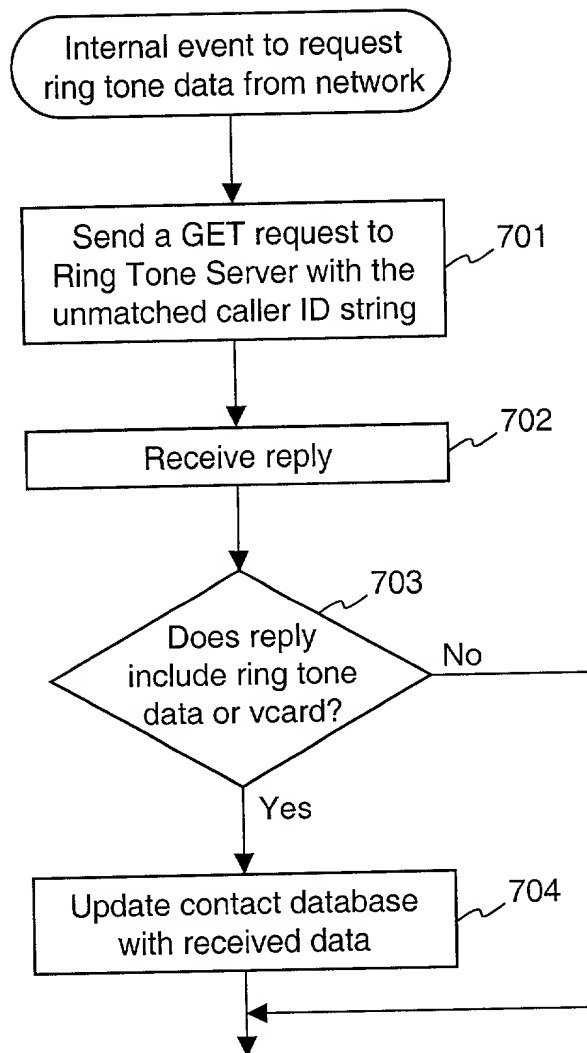 Internal event to request
ring tone data from network
Send a GET request to
Ring Tone Server with the
unmatched caller ID string
701
Receive reply
702
703
Does reply
include ring tone
data or vcard?
No
Yes
Update contact database
with received data
704